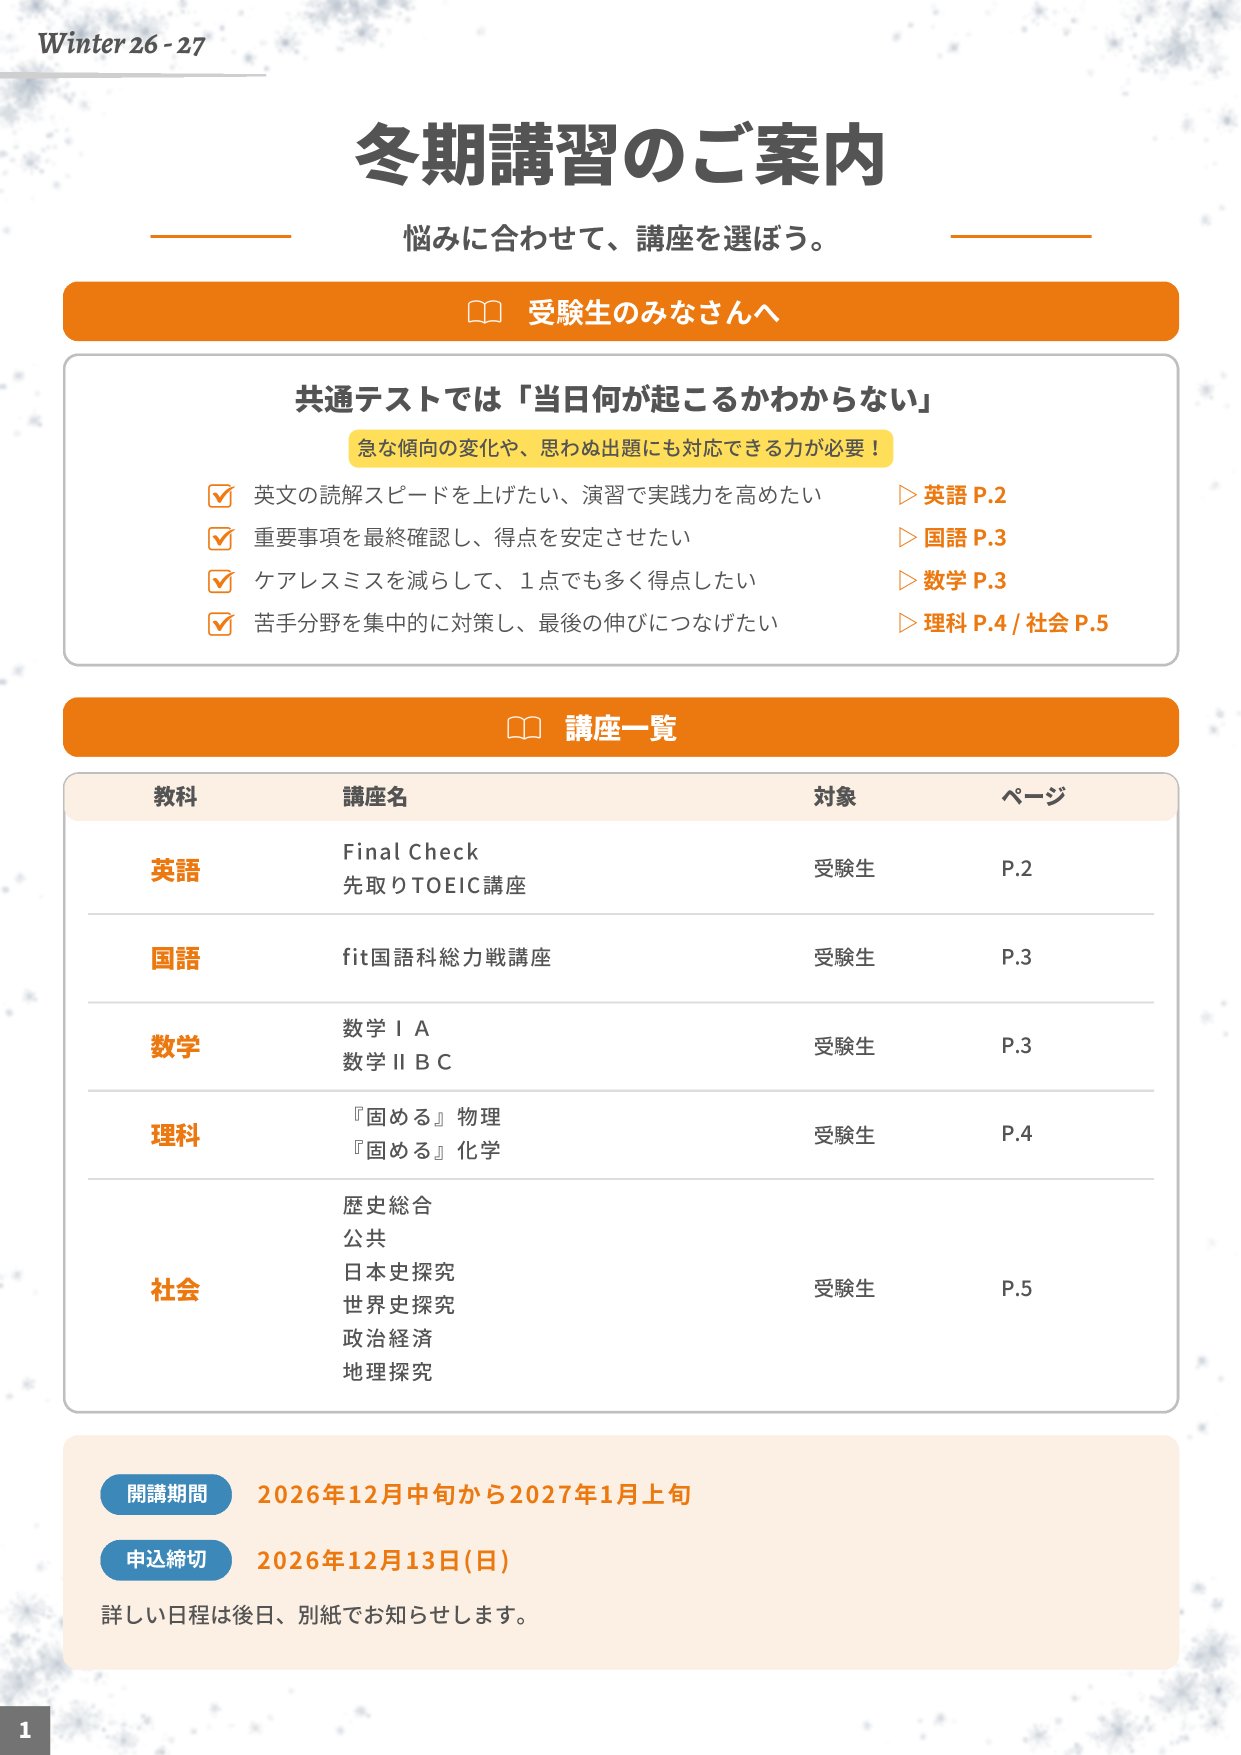 Winter 26 - 27
冬期講習のご案内
悩みに合わせて、講座を選ぼう。
受験生のみなさんへ
共通テストでは「当日何が起こるかわからない」
急な傾向の変化や、思わぬ出題にも対応できる力が必要！
英文の読解スピードを上げたい、演習で実践力を高めたい ▷ 英語 P.2
重要事項を最終確認し、得点を安定させたい ▷ 国語 P.3
ケアレスミスを減らして、１点でも多く得点したい ▷ 数学 P.3
苦手分野を集中的に対策し、最後の伸びにつなげたい ▷ 理科 P.4 / 社会 P.5
講座一覧
教科 講座名 対象 ページ
英語 Final Check 受験生 P.2
先取りTOEIC講座
国語 fit国語科総力戦講座 受験生 P.3
数学 数学ⅠＡ 受験生 P.3
数学ⅡＢＣ
理科 『固める』物理 受験生 P.4
『固める』化学
社会 歴史総合 受験生 P.5
公共
日本史探究
世界史探究
政治経済
地理探究
開講期間 2026年12月中旬から2027年1月上旬
申込締切 2026年12月13日(日)
詳しい日程は後日、別紙でお知らせします。
1